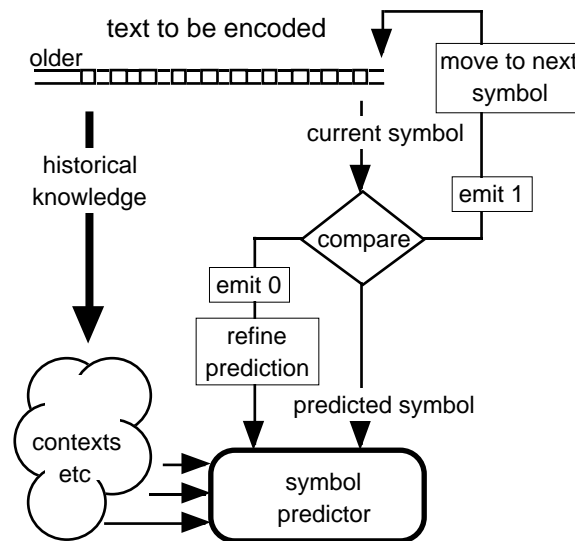 text to be encoded
older
move to next
symbol
current symbol
historical
knowledge
emit 1
compare
emit 0
refine
prediction
predicted symbol
contexts
etc
symbol
predictor